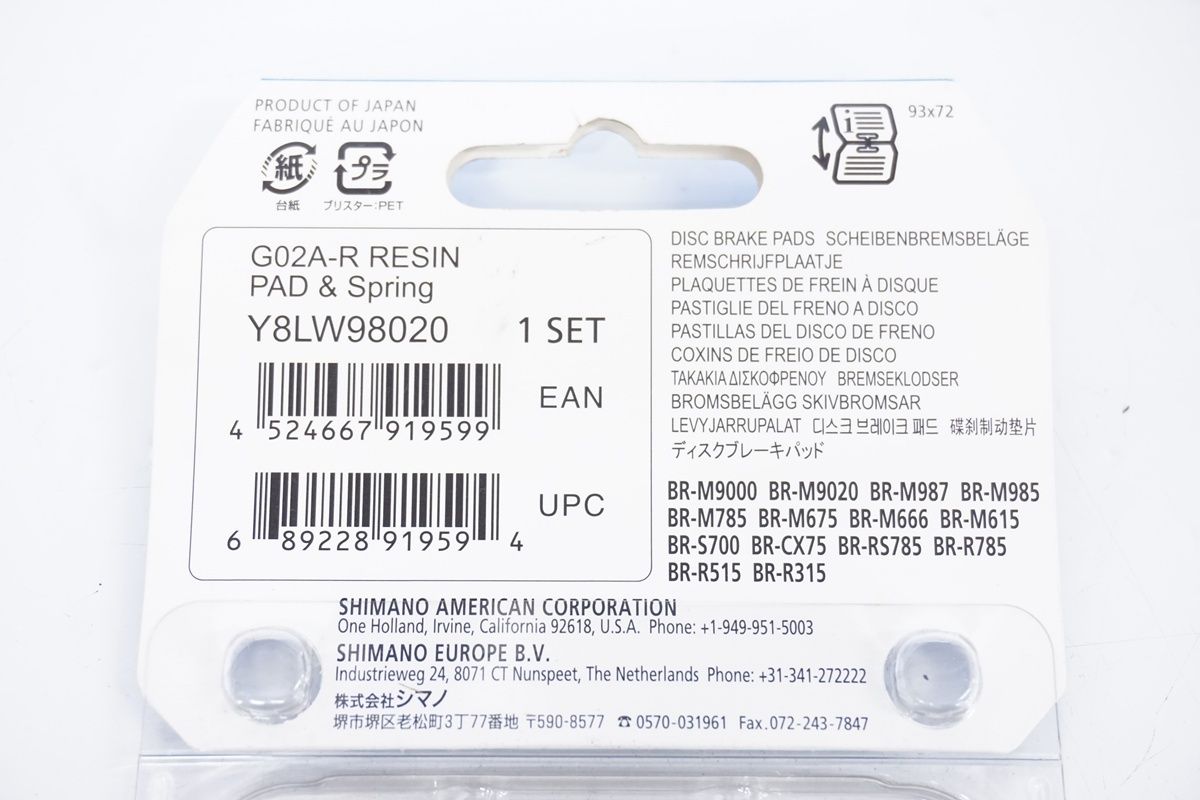 PRODUCT OF JAPAN
FABRIQUÉ AU JAPON
93x72
紙 プラ
台紙 ブリスター:PET
G02A-R RESIN
PAD & Spring
Y8LW98020 1 SET
EAN
4 524667 919599
UPC
6 89228 91959 4
DISC BRAKE PADS SCHEIBENBREMSBELÄGE
REMSCHRIJFPLAATJE
PLAQUETTES DE FREIN À DISQUE
PASTIGLIE DEL FRENO A DISCO
PASTILLAS DEL DISCO DE FRENO
COXINS DE FREIO DE DISCO
ΤΑΚΑΚΙΑ ΔΙΣΚΟΦΡΕΝΟΥ BREMSEKLODSER
BROMSBELÄGG SKIVBROMSAR
LEVYJARRUPALAT 디스크 브레이크 패드 碟刹制动垫片
ディスクブレーキパッド
BR-M9000 BR-M9020 BR-M987 BR-M985
BR-M785 BR-M675 BR-M666 BR-M615
BR-S700 BR-CX75 BR-RS785 BR-R785
BR-R515 BR-R315
SHIMANO AMERICAN CORPORATION
One Holland, Irvine, California 92618, U.S.A. Phone: +1-949-951-5003
SHIMANO EUROPE B.V.
Industrieweg 24, 8071 CT Nunspeet, The Netherlands Phone: +31-341-272222
株式会社シマノ
堺市堺区老松町3丁77番地 〒590-8577 ☎0570-031961 Fax.072-243-7847